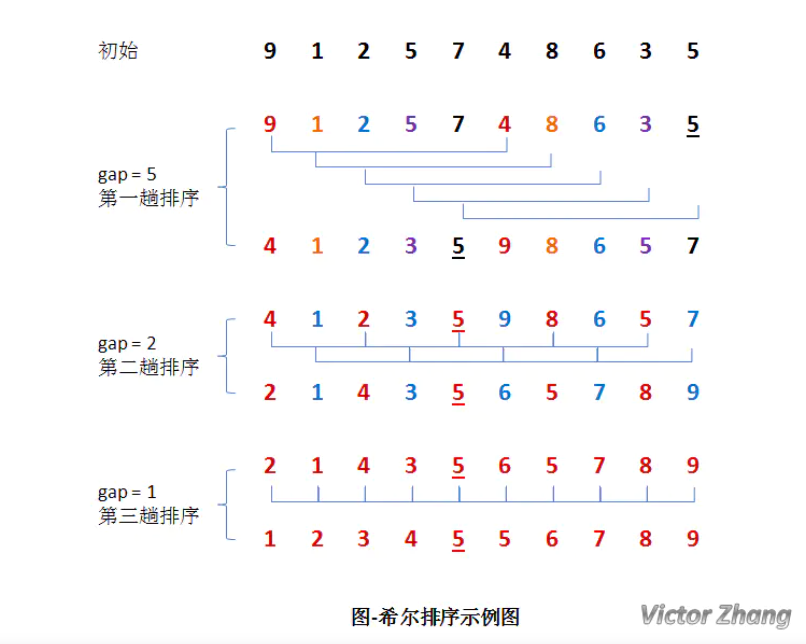 初始 9 1 2 5 7 4 8 6 3 5
9 1 2 5 7 4 8 6 3 5
gap = 5
第一趟排序
4 1 2 3 5 9 8 6 5 7
4 1 2 3 5 9 8 6 5 7
gap = 2
第二趟排序
2 1 4 3 5 6 5 7 8 9
2 1 4 3 5 6 5 7 8 9
gap = 1
第三趟排序
1 2 3 4 5 5 6 7 8 9
图-希尔排序示例图
Victor Zhang